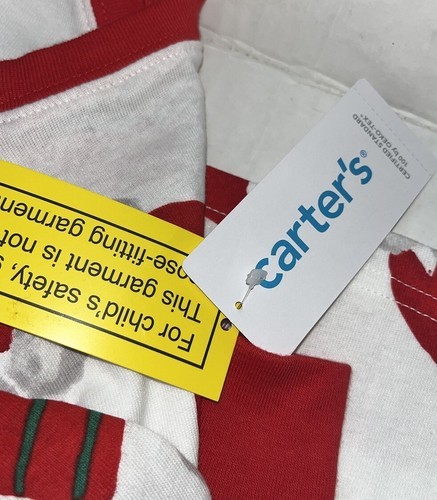 carter's®
CERTIFIED STANDARD
100 by OEKO-TEX®
For child's safety, g
This garment is not
ose-fitting garmen